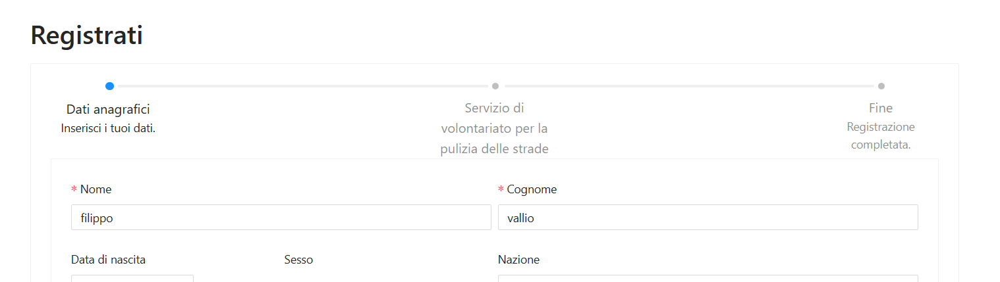 Registrati
Dati anagrafici
Inserisci i tuoi dati.
Servizio di
volontariato per la
pulizia delle strade
Fine
Registrazione
completata.
* Nome
* Cognome
filippo
vallio
Data di nascita
Sesso
Nazione